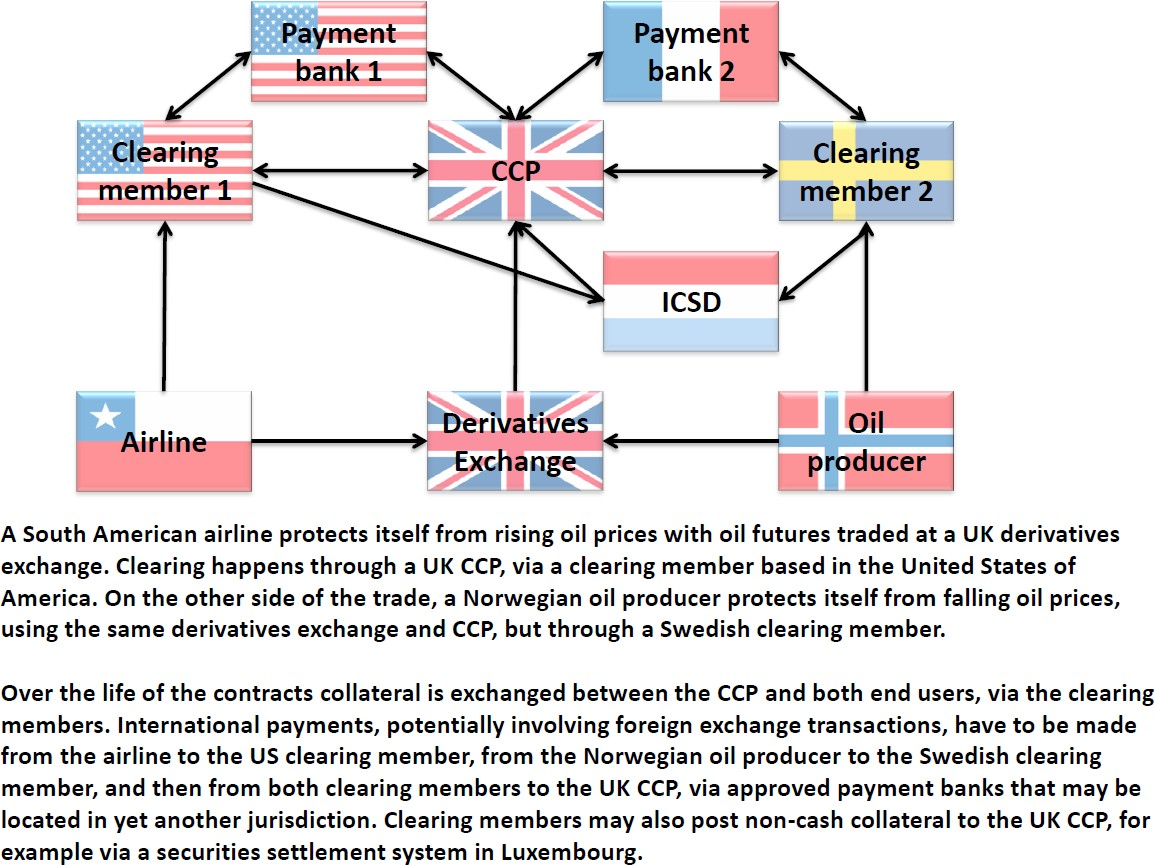 Payment
bank 1
Payment
bank 2
Clearing
member 1
CCP
Clearing
member 2
ICSD
Airline
Derivatives
Exchange
Oil
producer
A South American airline protects itself from rising oil prices with oil futures traded at a UK derivatives
exchange. Clearing happens through a UK CCP, via a clearing member based in the United States of
America. On the other side of the trade, a Norwegian oil producer protects itself from falling oil prices,
using the same derivatives exchange and CCP, but through a Swedish clearing member.
Over the life of the contracts collateral is exchanged between the CCP and both end users, via the clearing
members. International payments, potentially involving foreign exchange transactions, have to be made
from the airline to the US clearing member, from the Norwegian oil producer to the Swedish clearing
member, and then from both clearing members to the UK CCP, via approved payment banks that may be
located in yet another jurisdiction. Clearing members may also post non-cash collateral to the UK CCP, for
example via a securities settlement system in Luxembourg.